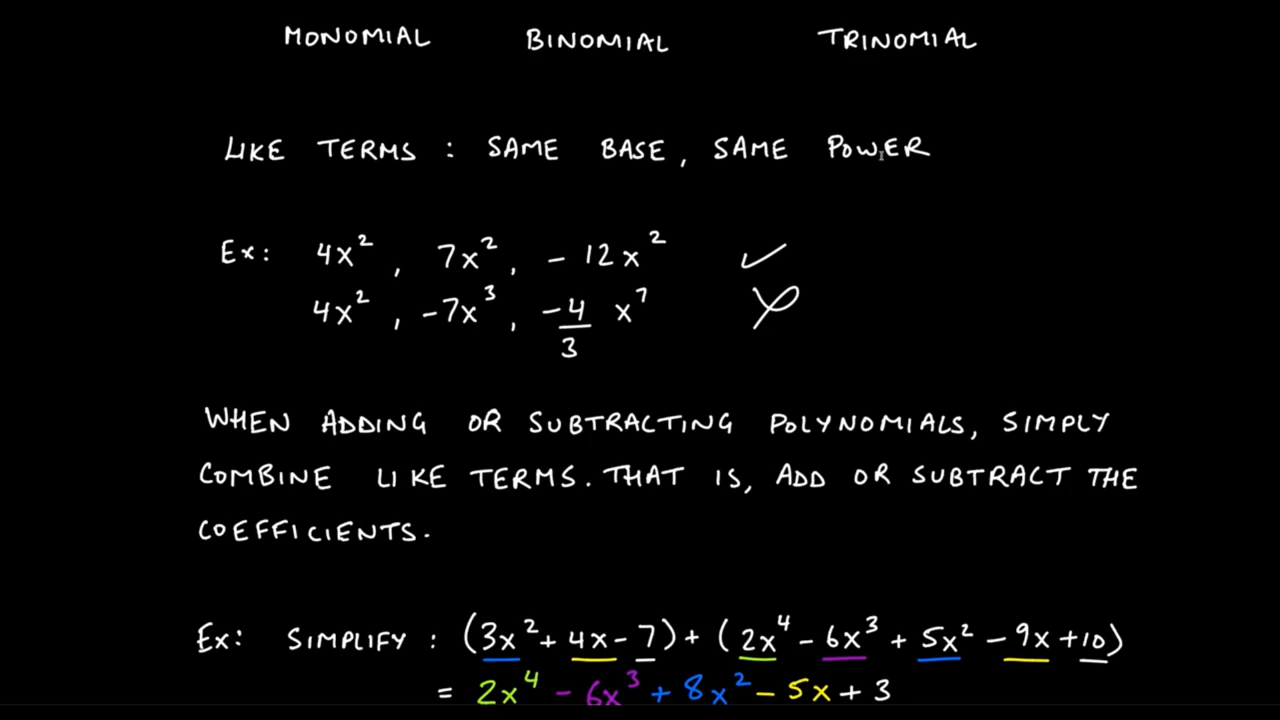 MONOMIAL BINOMIAL TRINOMIAL
LIKE TERMS : SAME BASE, SAME POWER
Ex: 4x², 7x², -12x² ✓
4x², -7x³, -4/3 x⁷ ✗
WHEN ADDING OR SUBTRACTING POLYNOMIALS, SIMPLY
COMBINE LIKE TERMS. THAT IS, ADD OR SUBTRACT THE
COEFFICIENTS.
Ex: SIMPLIFY : (3x² + 4x - 7) + (2x⁴ - 6x³ + 5x² - 9x + 10)
= 2x⁴ - 6x³ + 8x² - 5x + 3